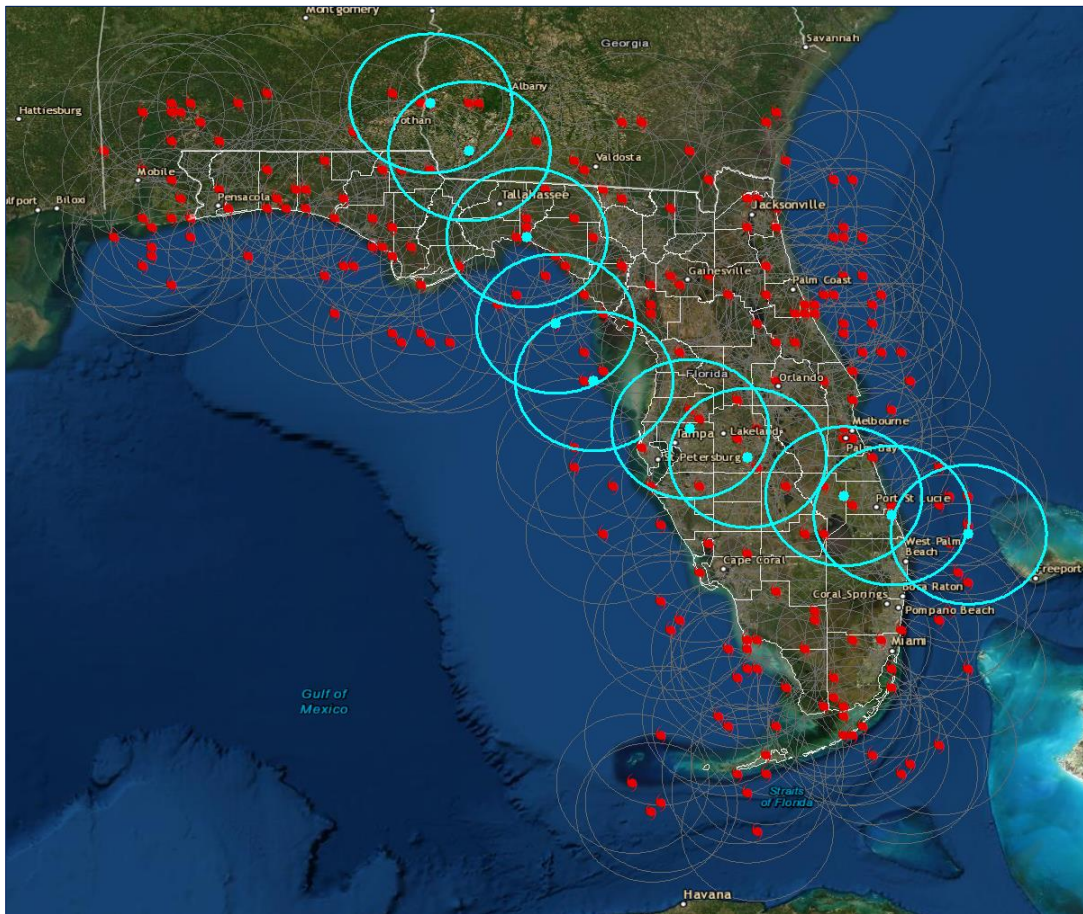 Montgomery
Savannah
Georgia
Albany
Hattiesburg
Dothan
Valdosta
Mobile
Tallahassee
Pensacola
Biloxi
Jacksonville
Gainesville
Palm Coast
Florida
Orlando
Melbourne
Lakeland
Tampa
Palm Bay
St Petersburg
Port St Lucie
West Palm
Beach
Cape Coral
Freeport
Boca Raton
Coral Springs
Pompano Beach
Miami
Gulf of
Mexico
Straits
of Florida
Havana